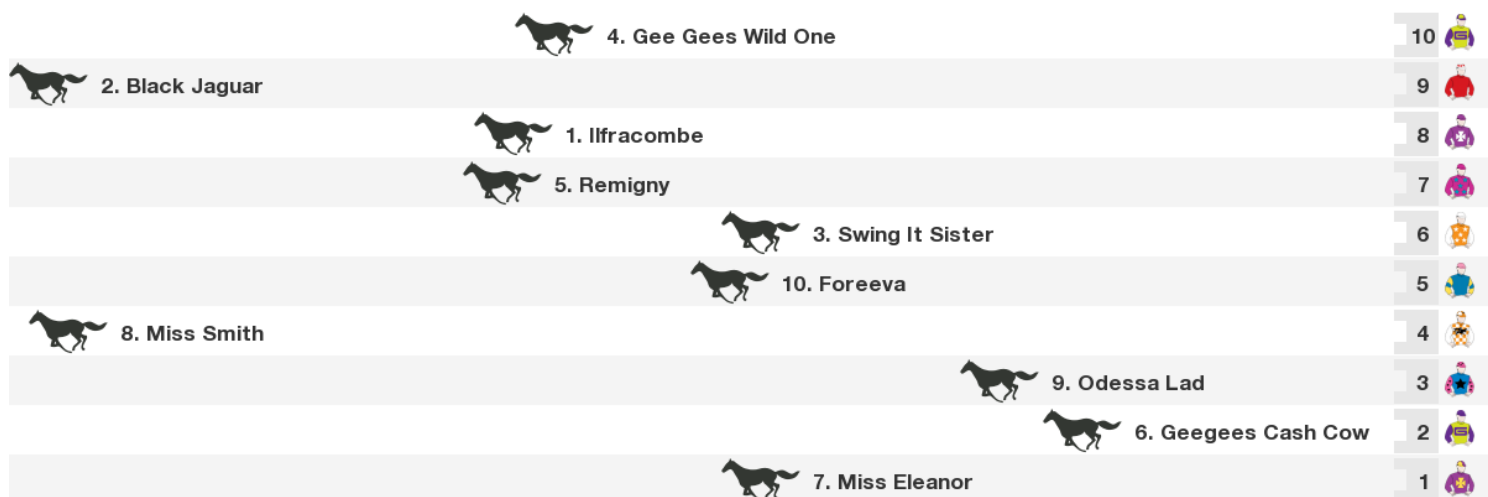 4. Gee Gees Wild One 10
2. Black Jaguar 9
1. Ilfracombe 8
5. Remigny 7
3. Swing It Sister 6
10. Foreeva 5
8. Miss Smith 4
9. Odessa Lad 3
6. Geegees Cash Cow 2
7. Miss Eleanor 1